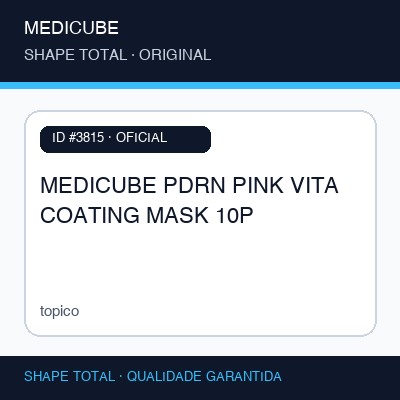 MEDICUBE
SHAPE TOTAL · ORIGINAL
ID #3815 · OFICIAL
MEDICUBE PDRN PINK VITA
COATING MASK 10P
topico
SHAPE TOTAL · QUALIDADE GARANTIDA